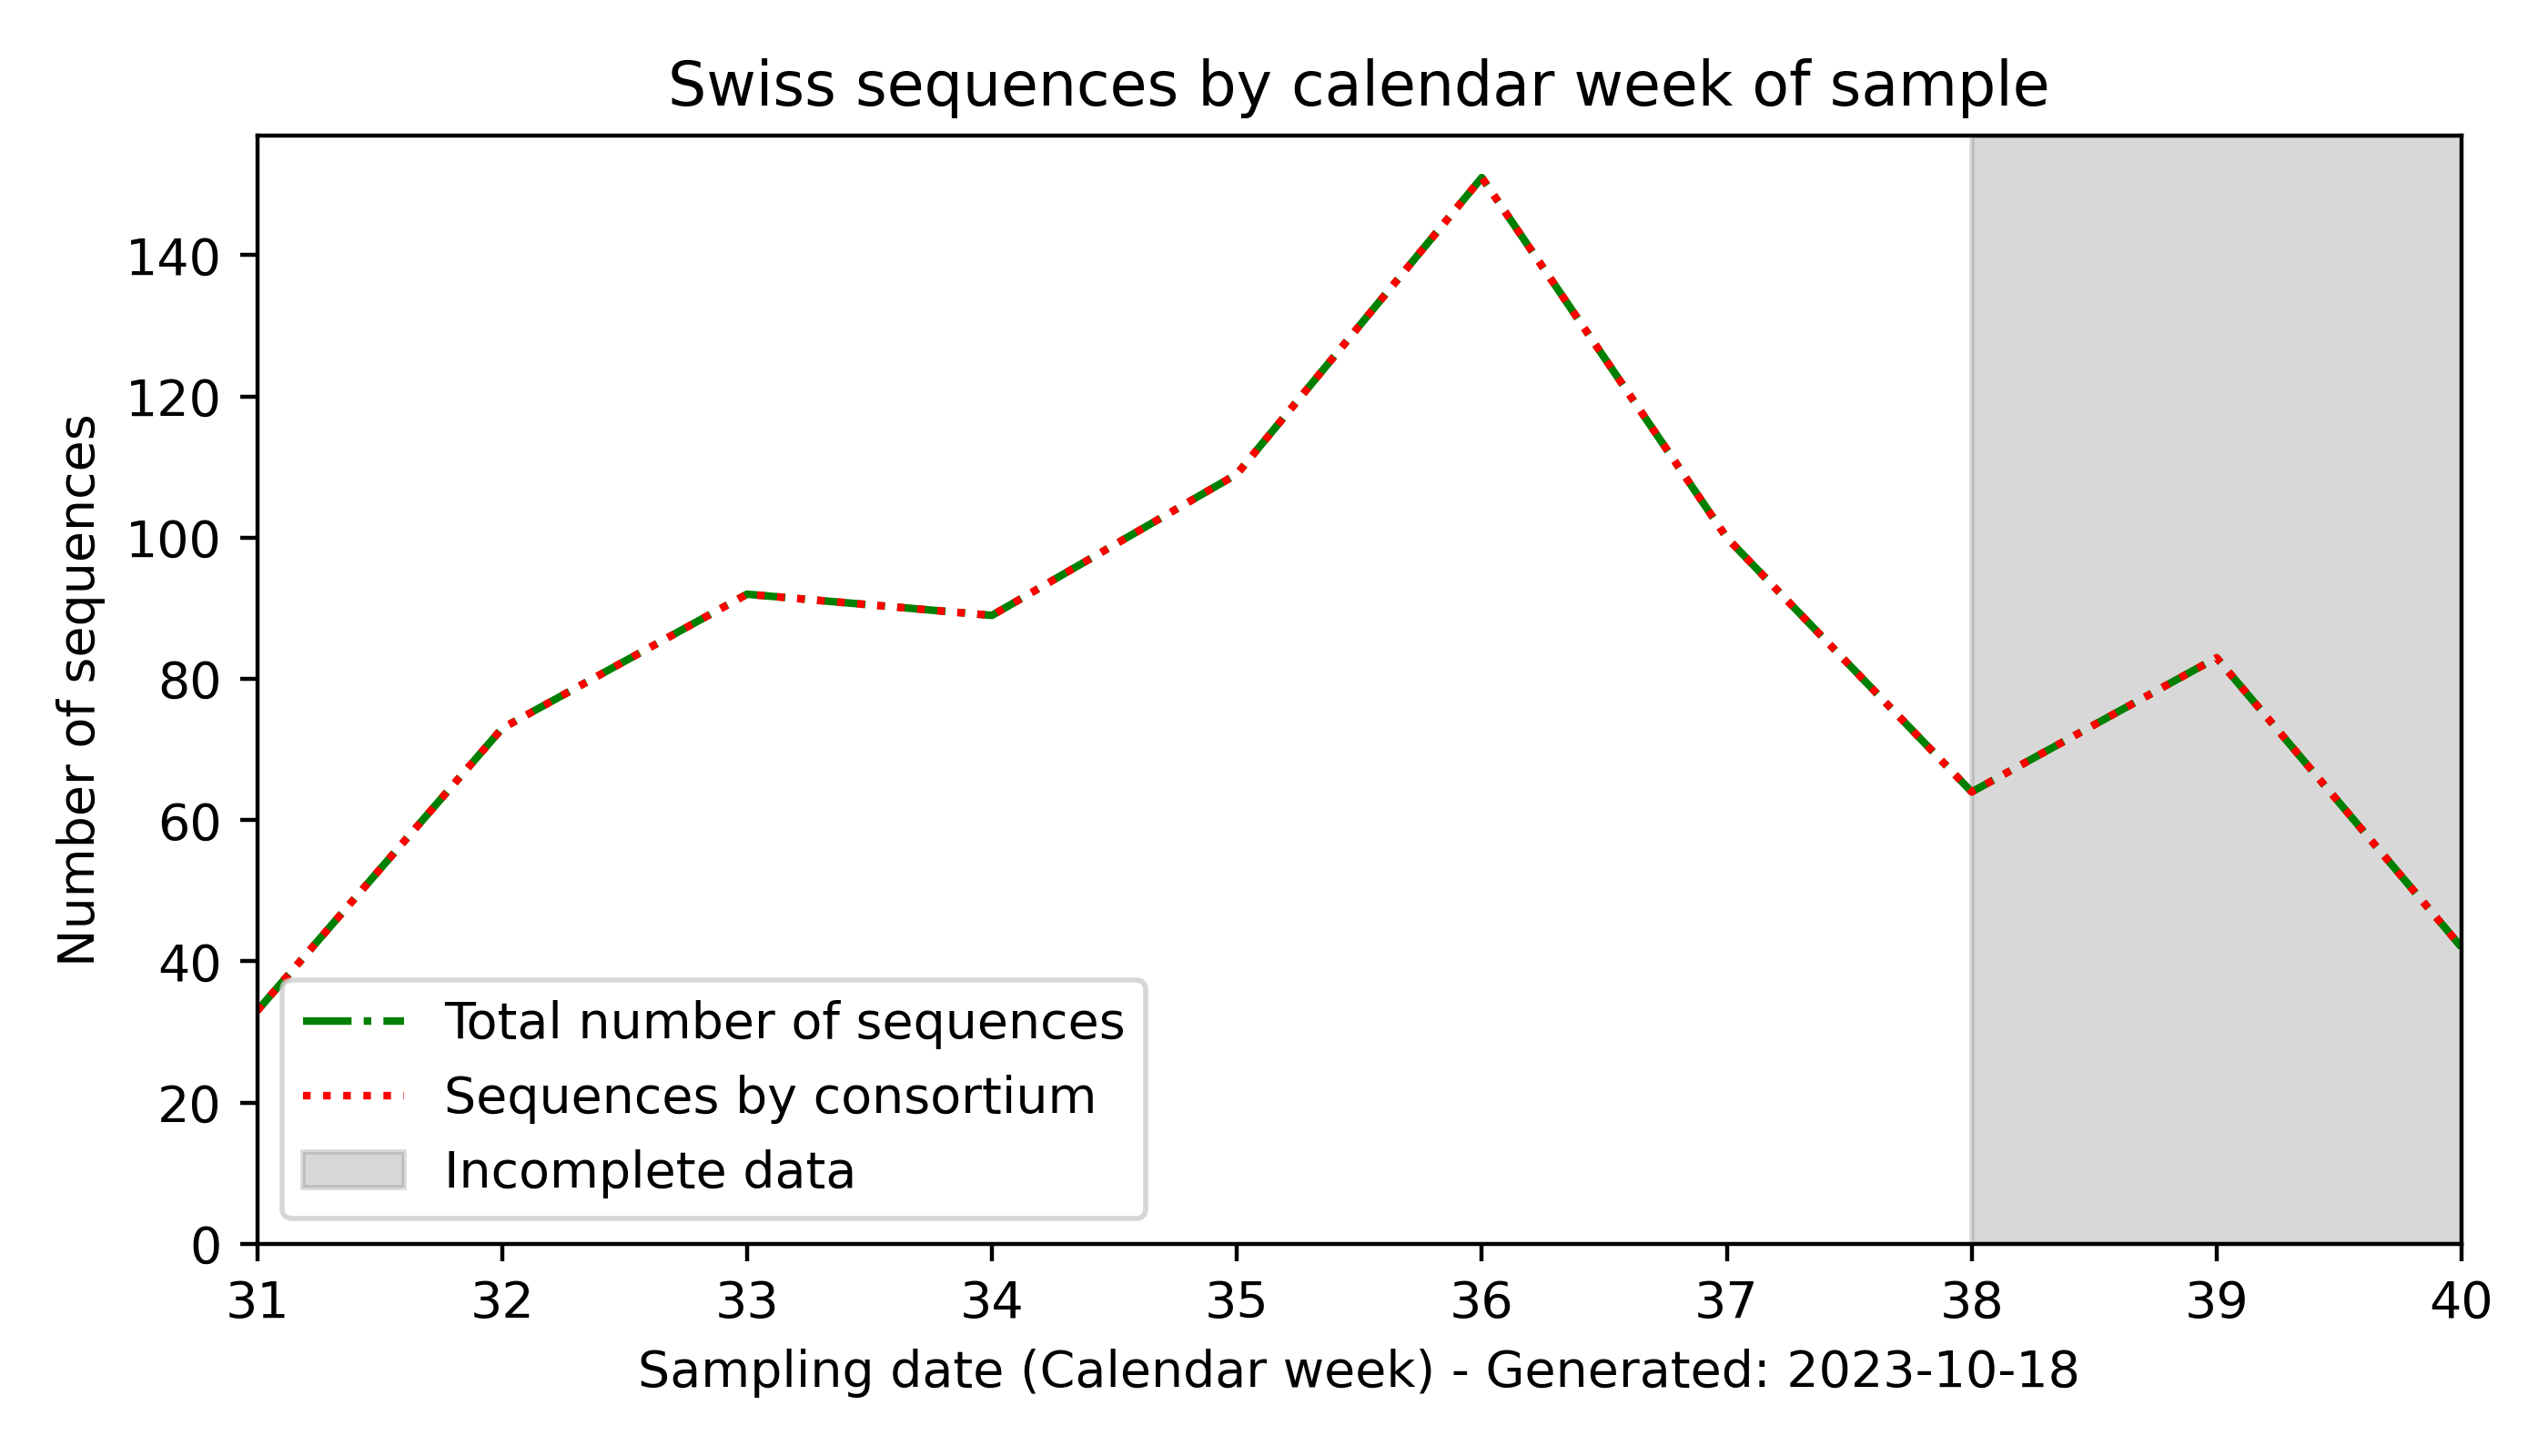 Swiss sequences by calendar week of sample
Number of sequences
140
120
100
80
60
40
20
0
Total number of sequences
Sequences by consortium
Incomplete data
31 32 33 34 35 36 37 38 39 40
Sampling date (Calendar week) - Generated: 2023-10-18